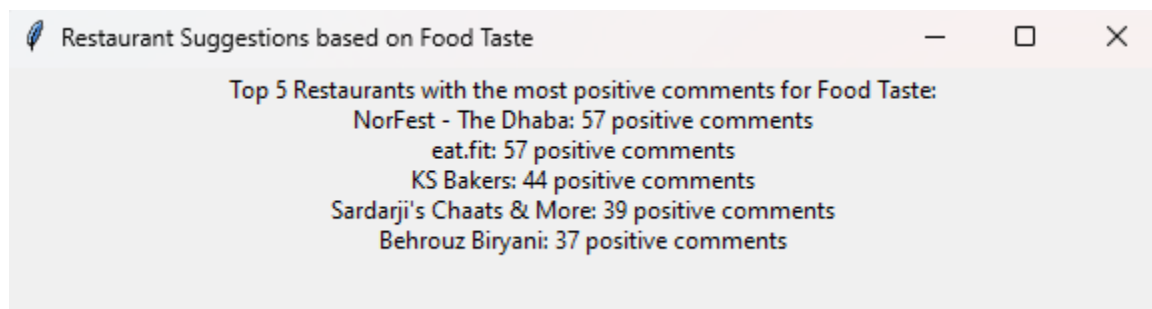 Restaurant Suggestions based on Food Taste
Top 5 Restaurants with the most positive comments for Food Taste:
NorFest - The Dhaba: 57 positive comments
eat.fit: 57 positive comments
KS Bakers: 44 positive comments
Sardarji's Chaats & More: 39 positive comments
Behrouz Biryani: 37 positive comments